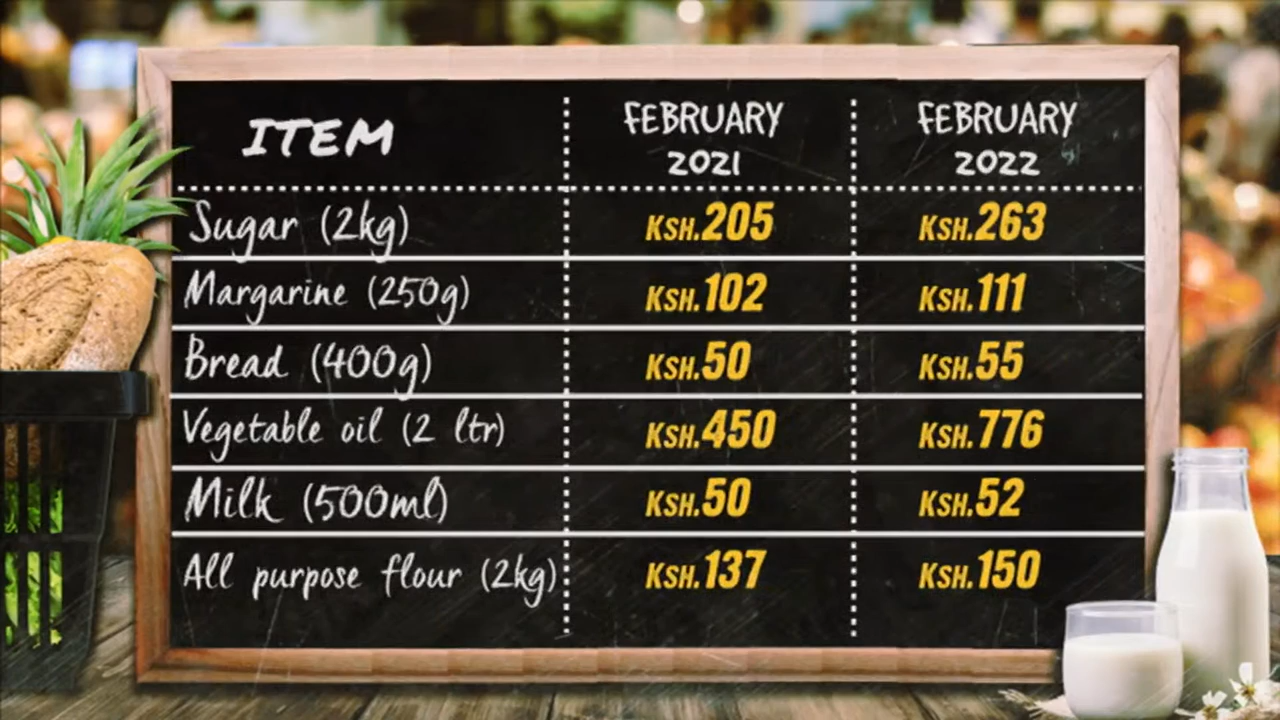 ITEM FEBRUARY 2021 FEBRUARY 2022
Sugar (2kg) KSH.205 KSH.263
Margarine (250g) KSH.102 KSH.111
Bread (400g) KSH.50 KSH.55
Vegetable oil (2 ltr) KSH.450 KSH.776
Milk (500ml) KSH.50 KSH.52
All purpose flour (2kg) KSH.137 KSH.150